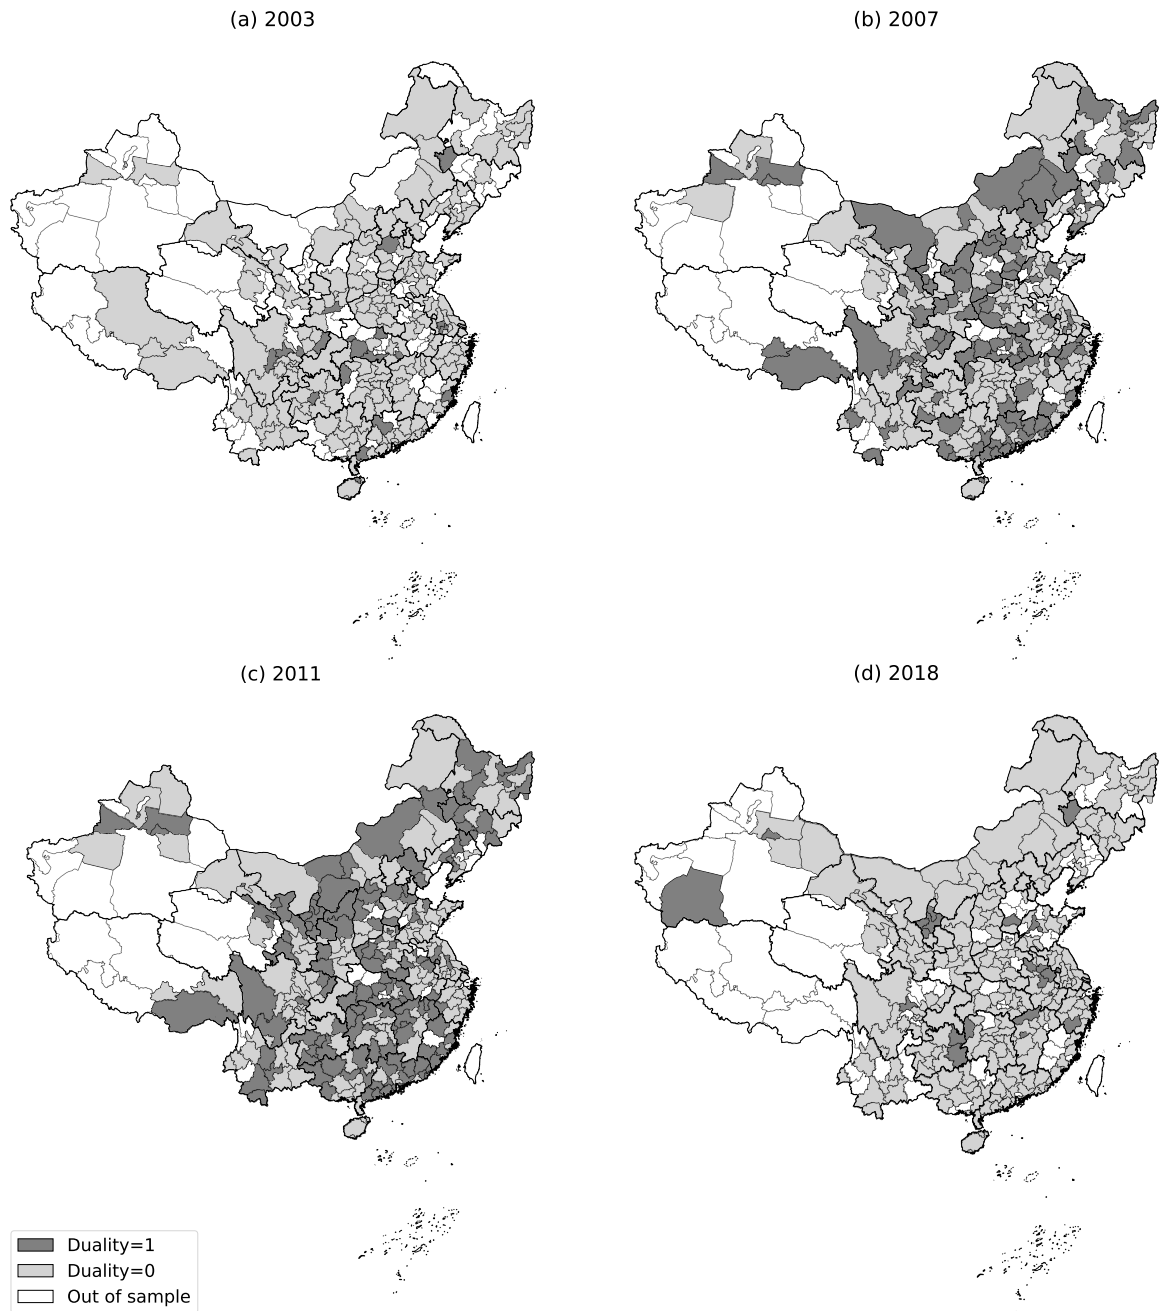 (a) 2003
(b) 2007
(c) 2011
(d) 2018
Duality=1
Duality=0
Out of sample